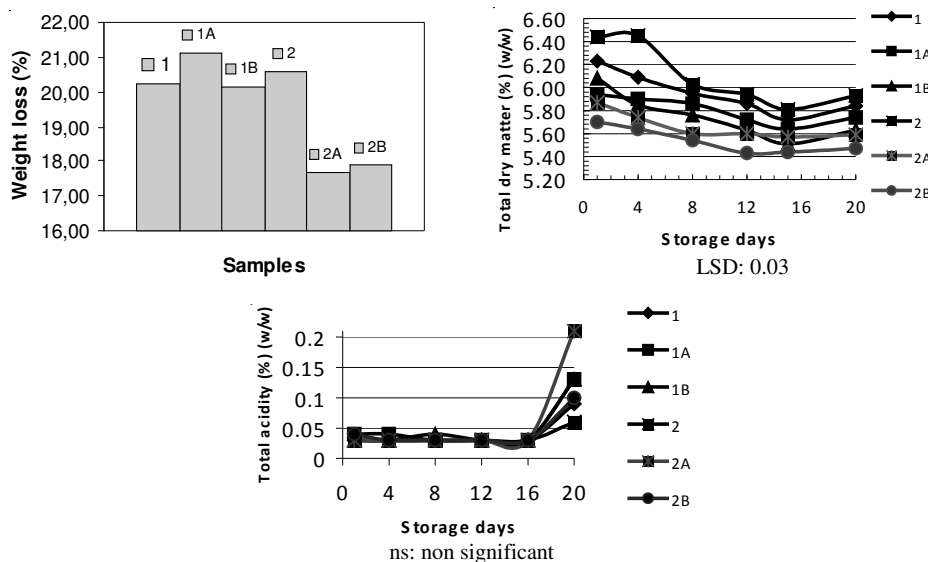 Weight loss (%)
22,00
21,00
20,00
19,00
18,00
17,00
16,00
1
1A
1B
2
2A
2B
Samples
Total dry matter (%) (w/w)
6.60
6.40
6.20
6.00
5.80
5.60
5.40
5.20
0 4 8 12 16 20
Storage days
LSD: 0.03
1
1A
1B
2
2A
2B
Total acidity (%) (w/w)
0.2
0.15
0.1
0.05
0
0 4 8 12 16 20
Storage days
ns: non significant
1
1A
1B
2
2A
2B